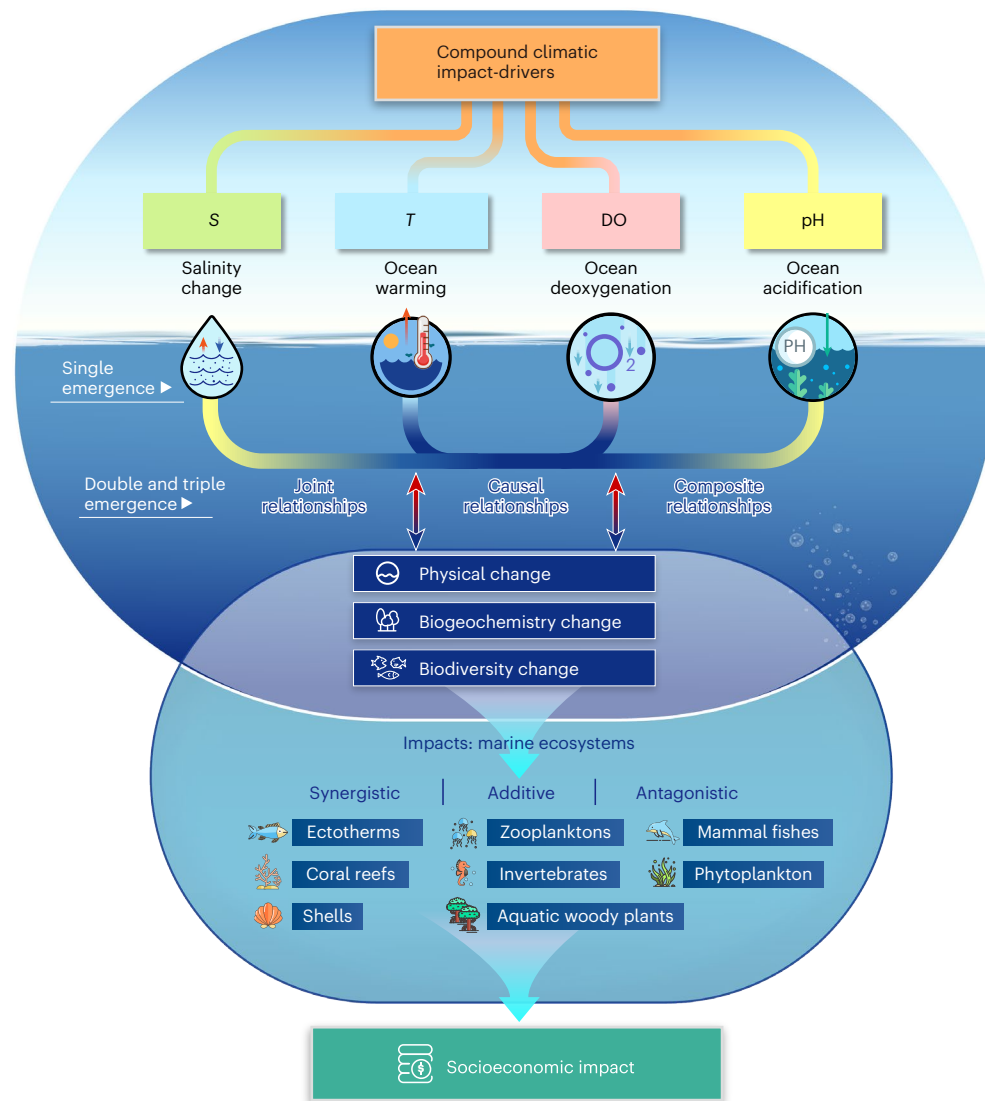 Compound climatic
impact-drivers
S
T
DO
pH
Salinity
change
Ocean
warming
Ocean
deoxygenation
Ocean
acidification
PH
2
Single
emergence ▶
Double and triple
emergence ▶
Joint
relationships
Causal
relationships
Composite
relationships
Physical change
Biogeochemistry change
Biodiversity change
Impacts: marine ecosystems
Synergistic
Additive
Antagonistic
Ectotherms
Zooplanktons
Mammal fishes
Coral reefs
Invertebrates
Phytoplankton
Shells
Aquatic woody plants
$
Socioeconomic impact